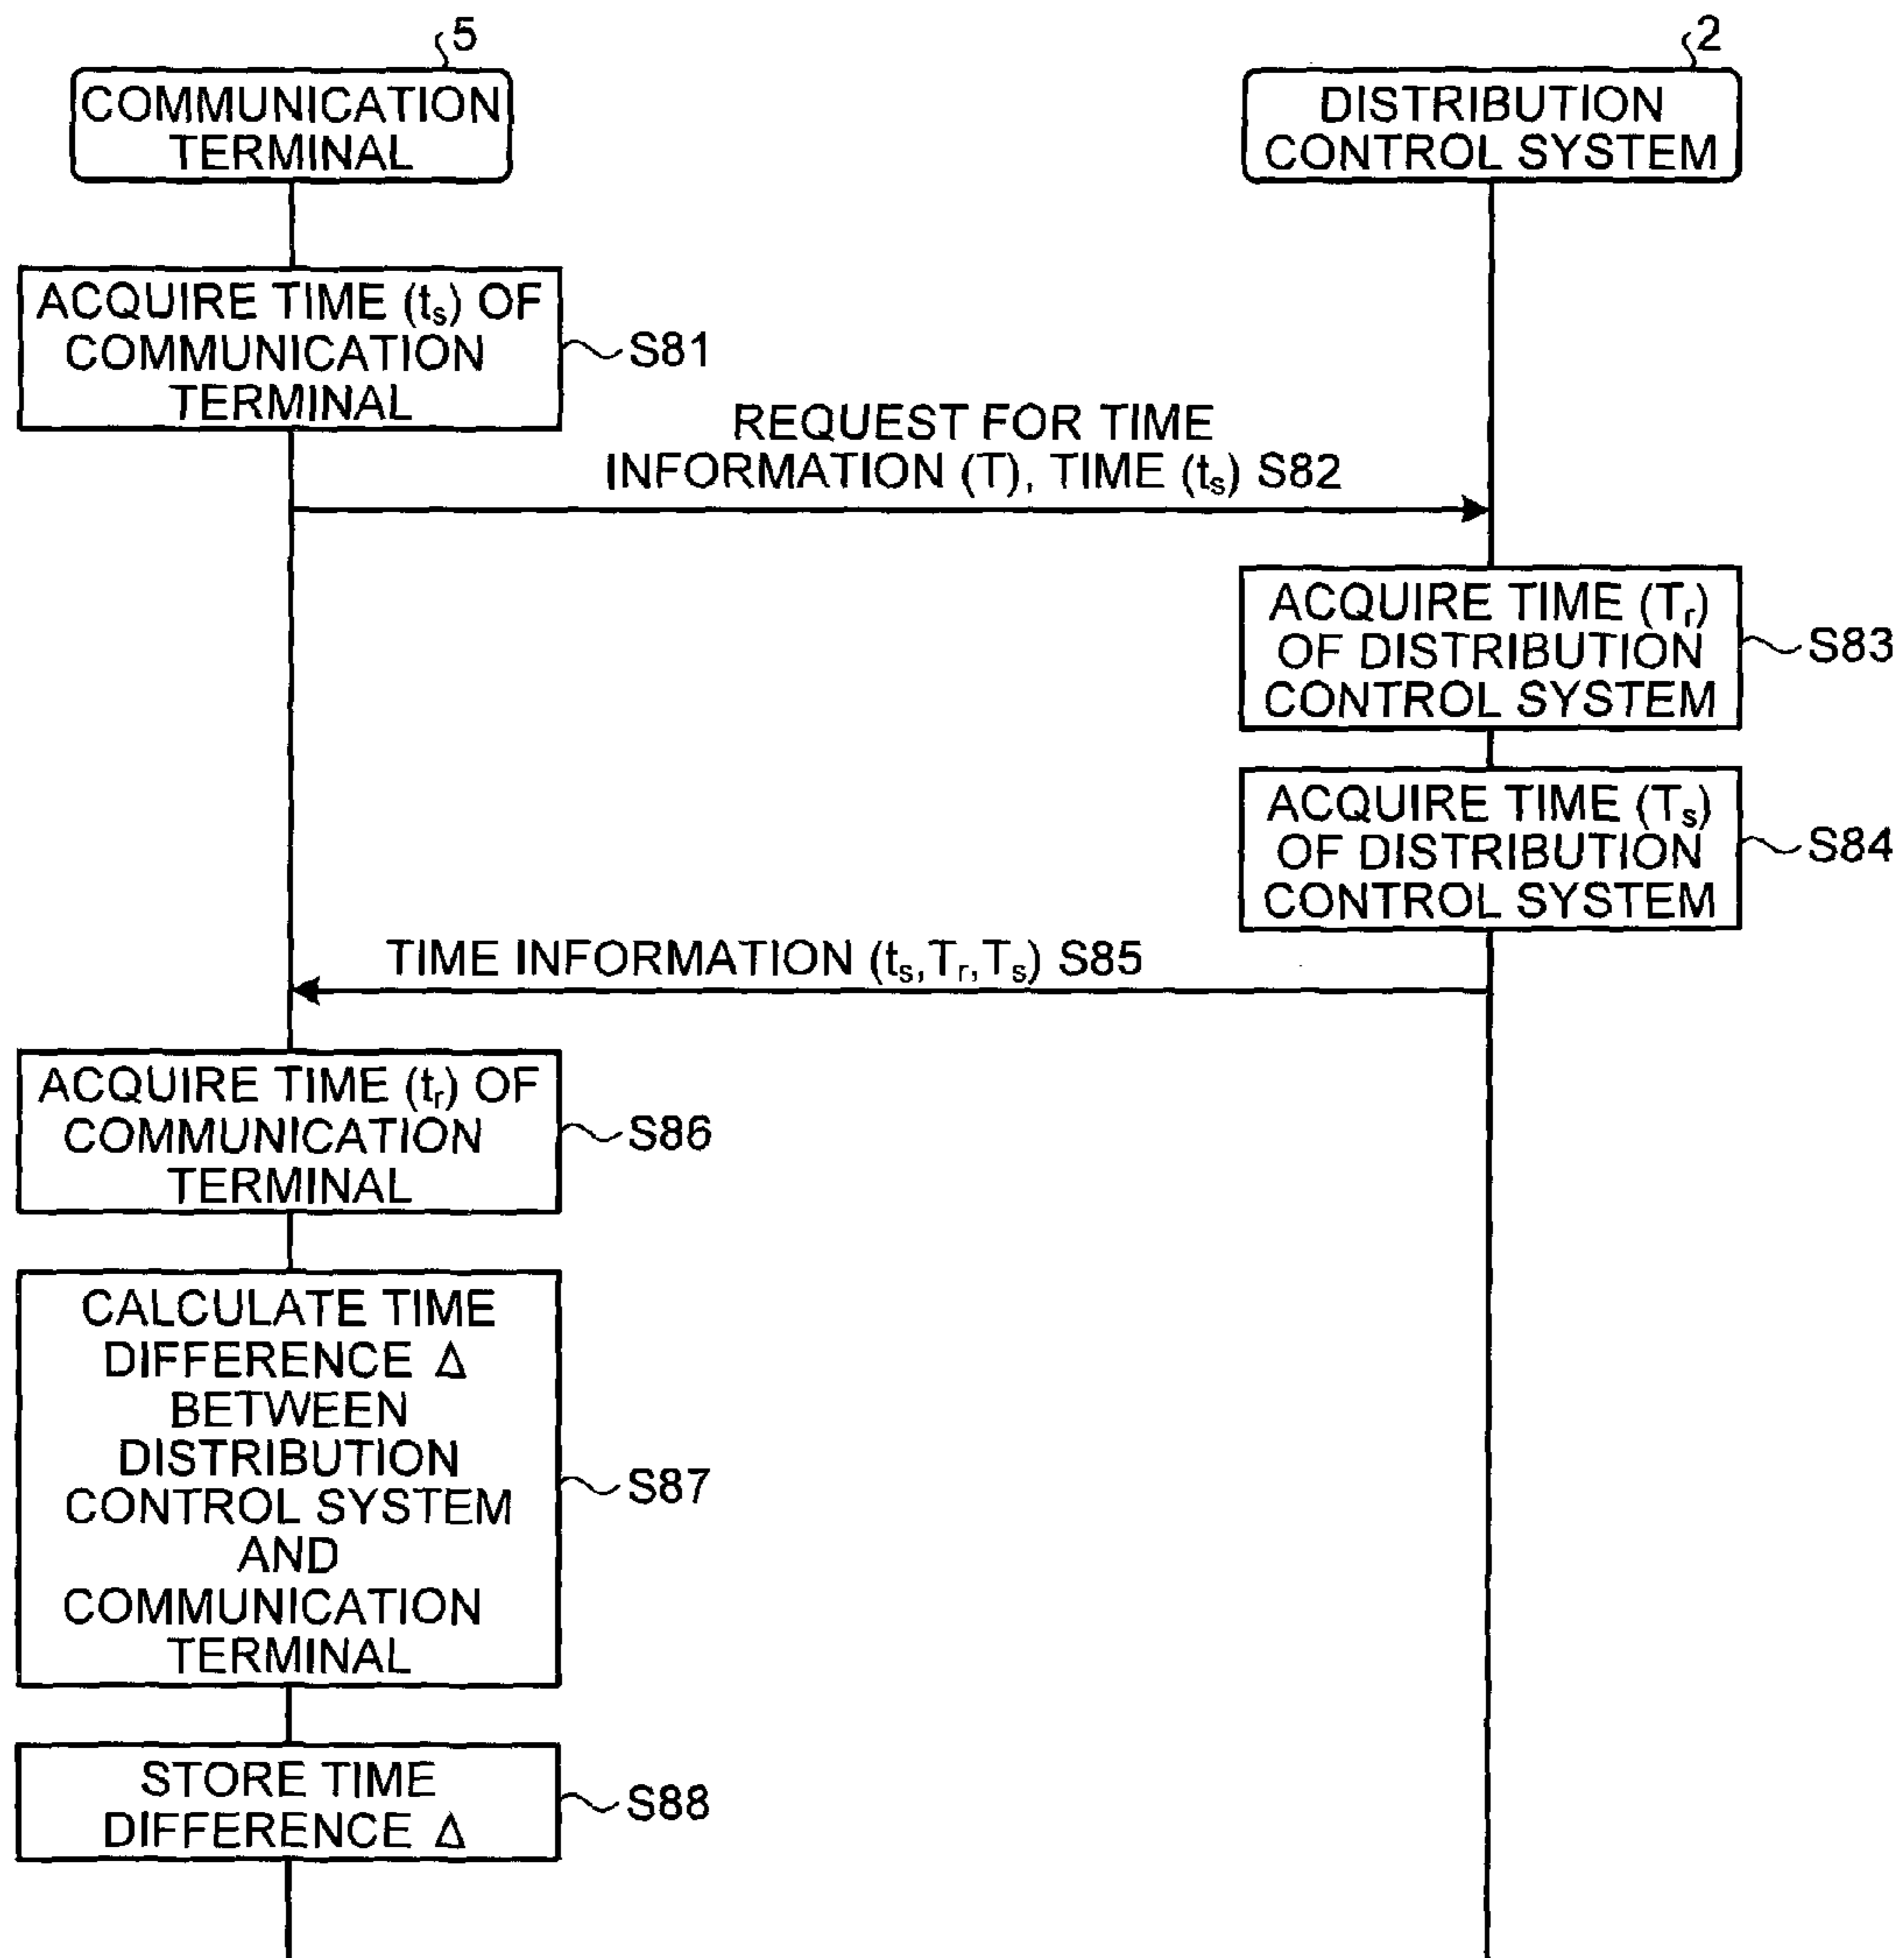 5
COMMUNICATION
TERMINAL
2
DISTRIBUTION
CONTROL SYSTEM
ACQUIRE TIME (ts) OF
COMMUNICATION
TERMINAL
S81
REQUEST FOR TIME
INFORMATION (T), TIME (ts) S82
ACQUIRE TIME (Tr)
OF DISTRIBUTION
CONTROL SYSTEM
S83
ACQUIRE TIME (Ts)
OF DISTRIBUTION
CONTROL SYSTEM
S84
TIME INFORMATION (ts,Tr,Ts) S85
ACQUIRE TIME (tr) OF
COMMUNICATION
TERMINAL
S86
CALCULATE TIME
DIFFERENCE Δ
BETWEEN
DISTRIBUTION
CONTROL SYSTEM
AND
COMMUNICATION
TERMINAL
S87
STORE TIME
DIFFERENCE Δ
S88